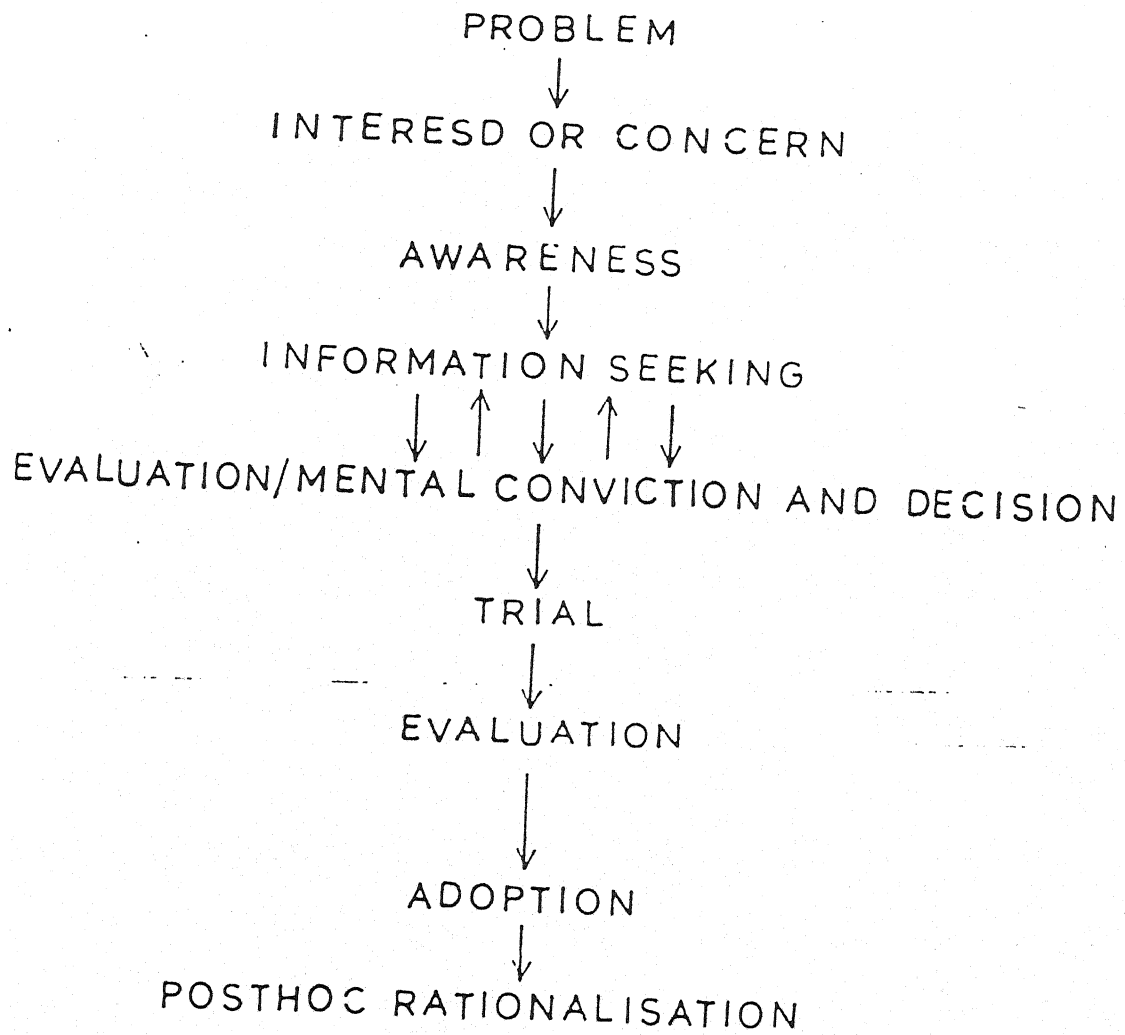 PROBLEM
INTERESD OR CONCERN
AWARENESS
INFORMATION SEEKING
EVALUATION/MENTAL CONVICTION AND DECISION
TRIAL
EVALUATION
ADOPTION
POSTHOC RATIONALISATION